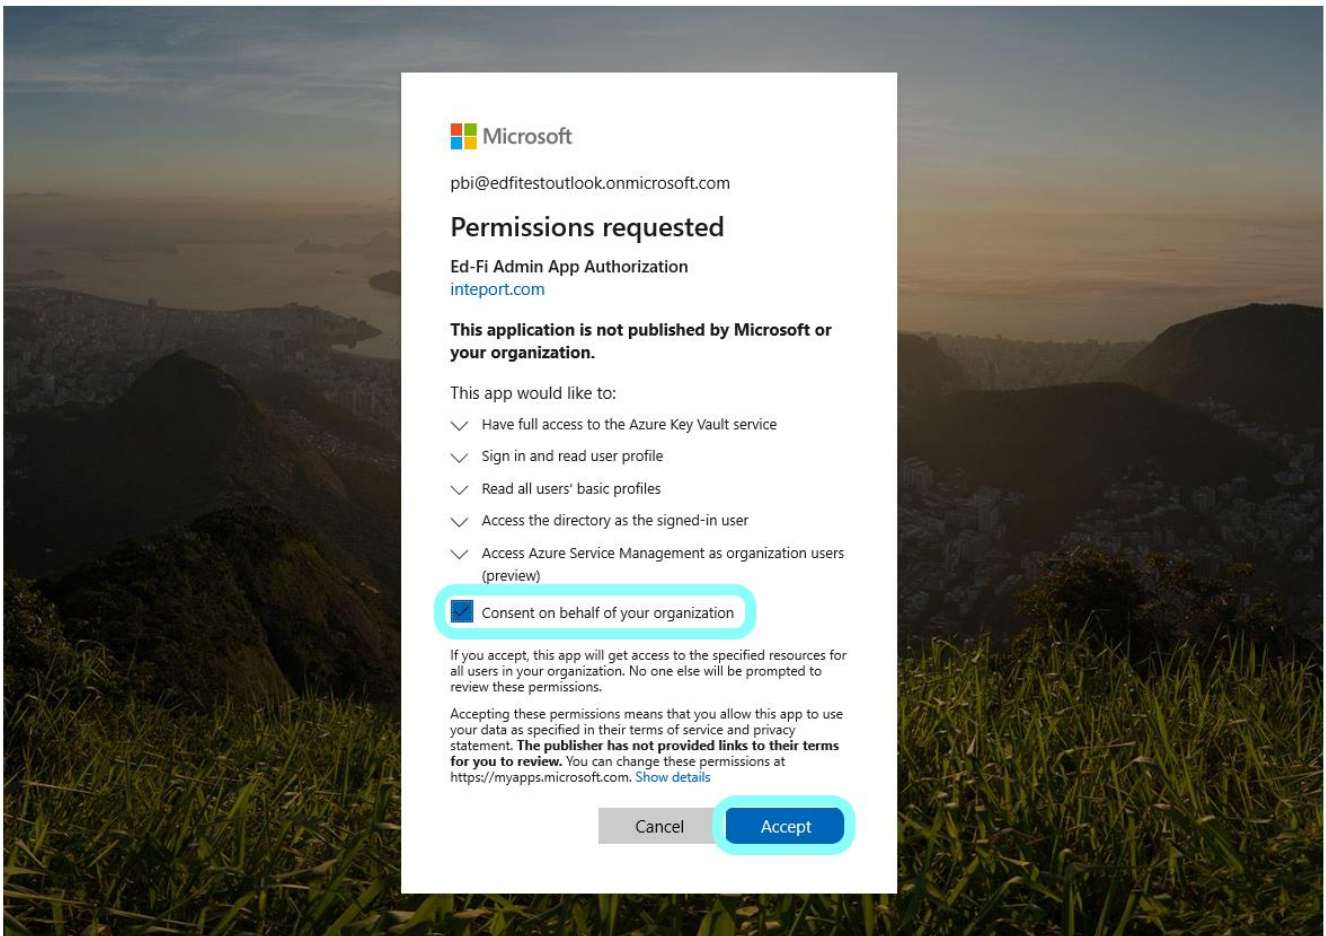 Microsoft
pbi@edfitestoutlook.onmicrosoft.com
Permissions requested
Ed-Fi Admin App Authorization
inteport.com
This application is not published by Microsoft or
your organization.
This app would like to:
Have full access to the Azure Key Vault service
Sign in and read user profile
Read all users' basic profiles
Access the directory as the signed-in user
Access Azure Service Management as organization users
(preview)
Consent on behalf of your organization
If you accept, this app will get access to the specified resources for
all users in your organization. No one else will be prompted to
review these permissions.
Accepting these permissions means that you allow this app to use
your data as specified in their terms of service and privacy
statement. The publisher has not provided links to their terms
for you to review. You can change these permissions at
https://myapps.microsoft.com. Show details
Cancel Accept